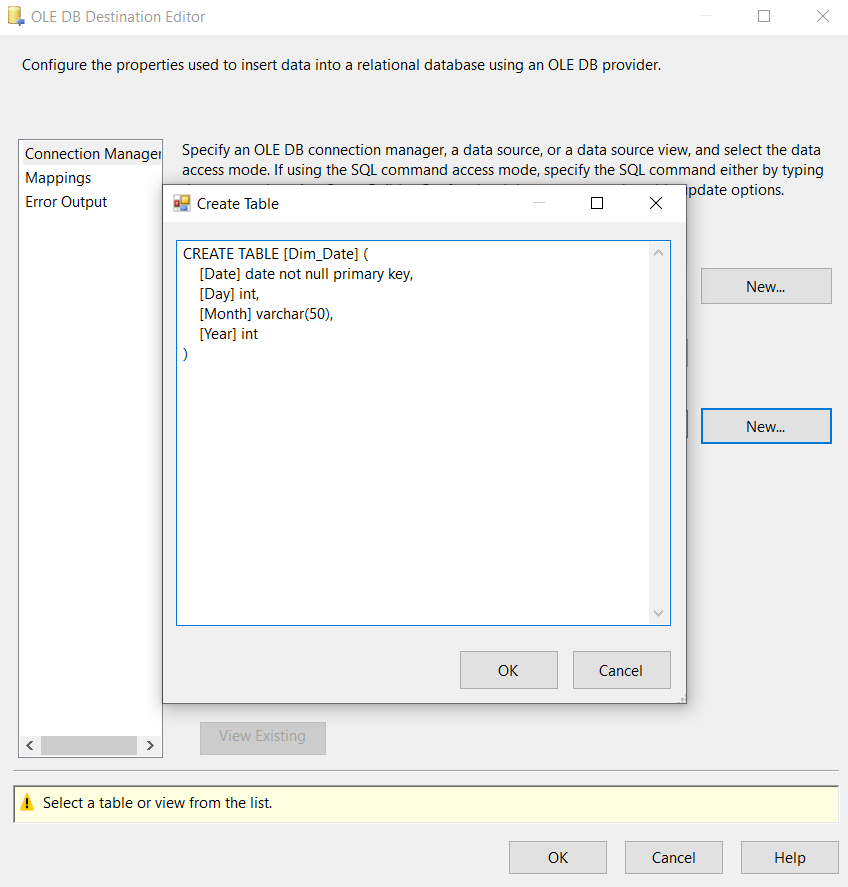 OLE DB Destination Editor
Configure the properties used to insert data into a relational database using an OLE DB provider.
Connection Manager
Mappings
Error Output
Specify an OLE DB connection manager, a data source, or a data source view, and select the data
access mode. If using the SQL command access mode, specify the SQL command either by typing
update options.
Create Table
CREATE TABLE [Dim_Date] (
[Date] date not null primary key,
[Day] int,
[Month] varchar(50),
[Year] int
)
New...
New...
OK
Cancel
View Existing
Select a table or view from the list.
OK
Cancel
Help